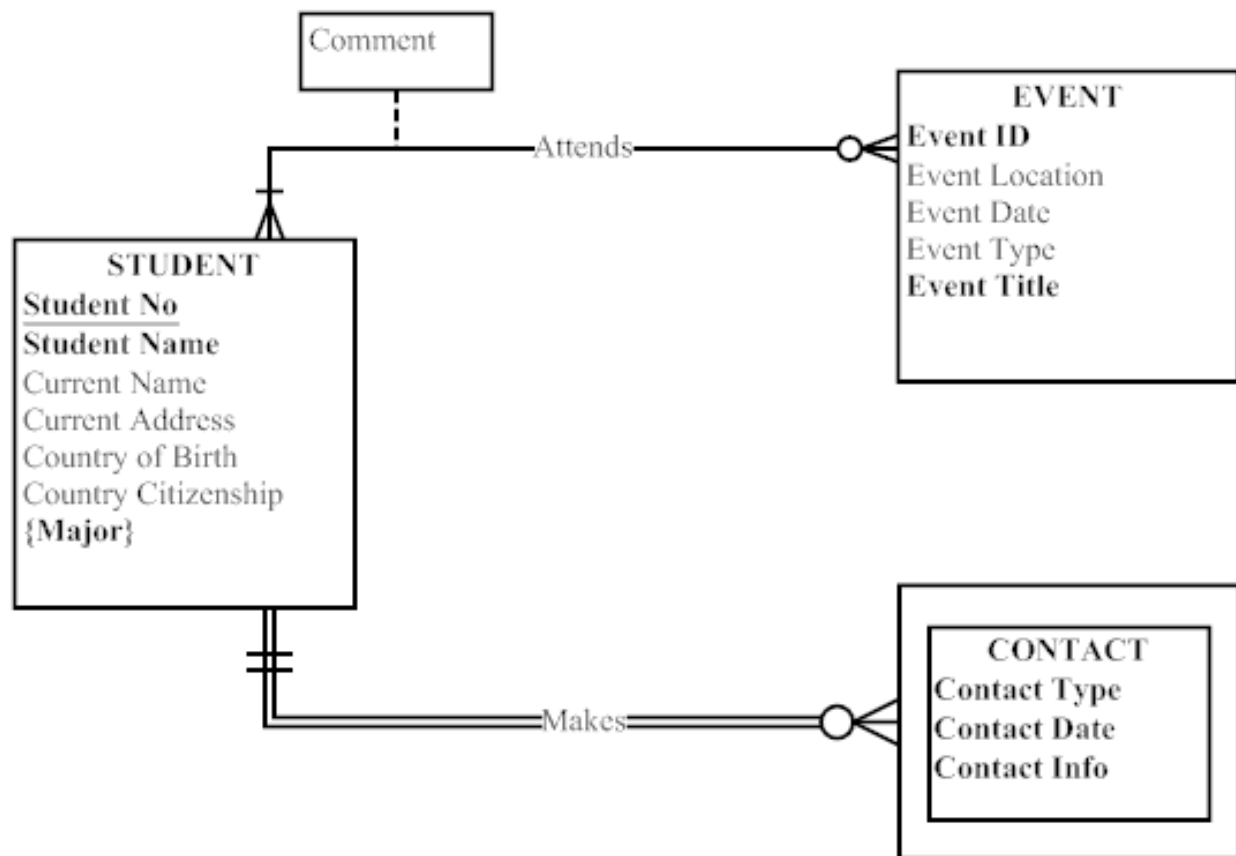 Comment
Attends
EVENT
Event ID
Event Location
Event Date
Event Type
Event Title
STUDENT
Student No
Student Name
Current Name
Current Address
Country of Birth
Country Citizenship
{Major}
Makes
CONTACT
Contact Type
Contact Date
Contact Info